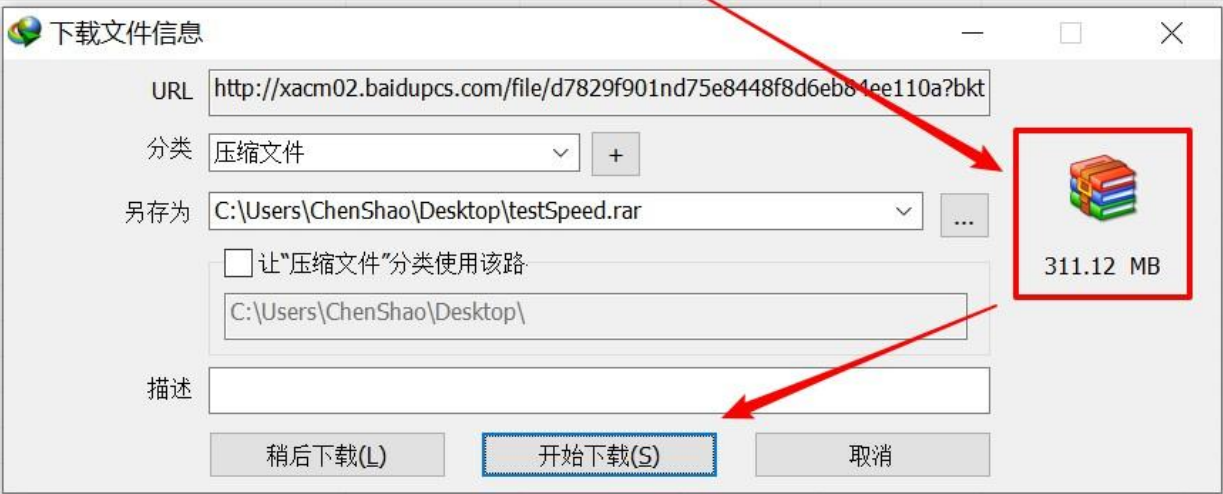 下载文件信息
URL http://xacm02.baidupcs.com/file/d7829f901nd75e8448f8d6eb84ee110a?bkt
分类 压缩文件 +
另存为 C:\Users\ChenShao\Desktop\testSpeed.rar ...
311.12 MB
让"压缩文件"分类使用该路
C:\Users\ChenShao\Desktop\
描述
稍后下载(L) 开始下载(S) 取消